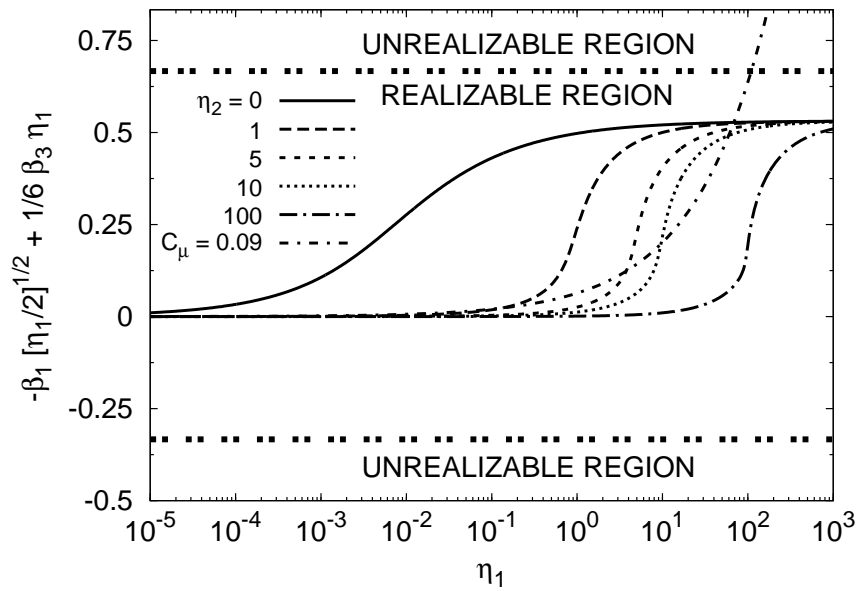 -β₁ [η₁/2]^{1/2} + 1/6 β₃ η₁
0.75
0.5
0.25
0
-0.25
-0.5
UNREALIZABLE REGION
REALIZABLE REGION
η₂ = 0
1
5
10
100
C_μ = 0.09
UNREALIZABLE REGION
10⁻⁵ 10⁻⁴ 10⁻³ 10⁻² 10⁻¹ 10⁰ 10¹ 10² 10³
η₁